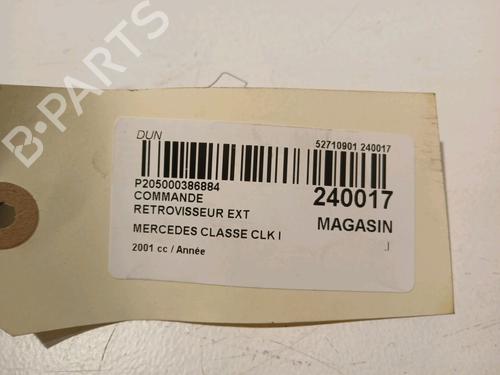 B-PARTS
DUN
52710901 240017
P205000386884
COMMANDE
RETROVISSEUR EXT
240017
MAGASIN
MERCEDES CLASSE CLK I
2001 cc / Année
J